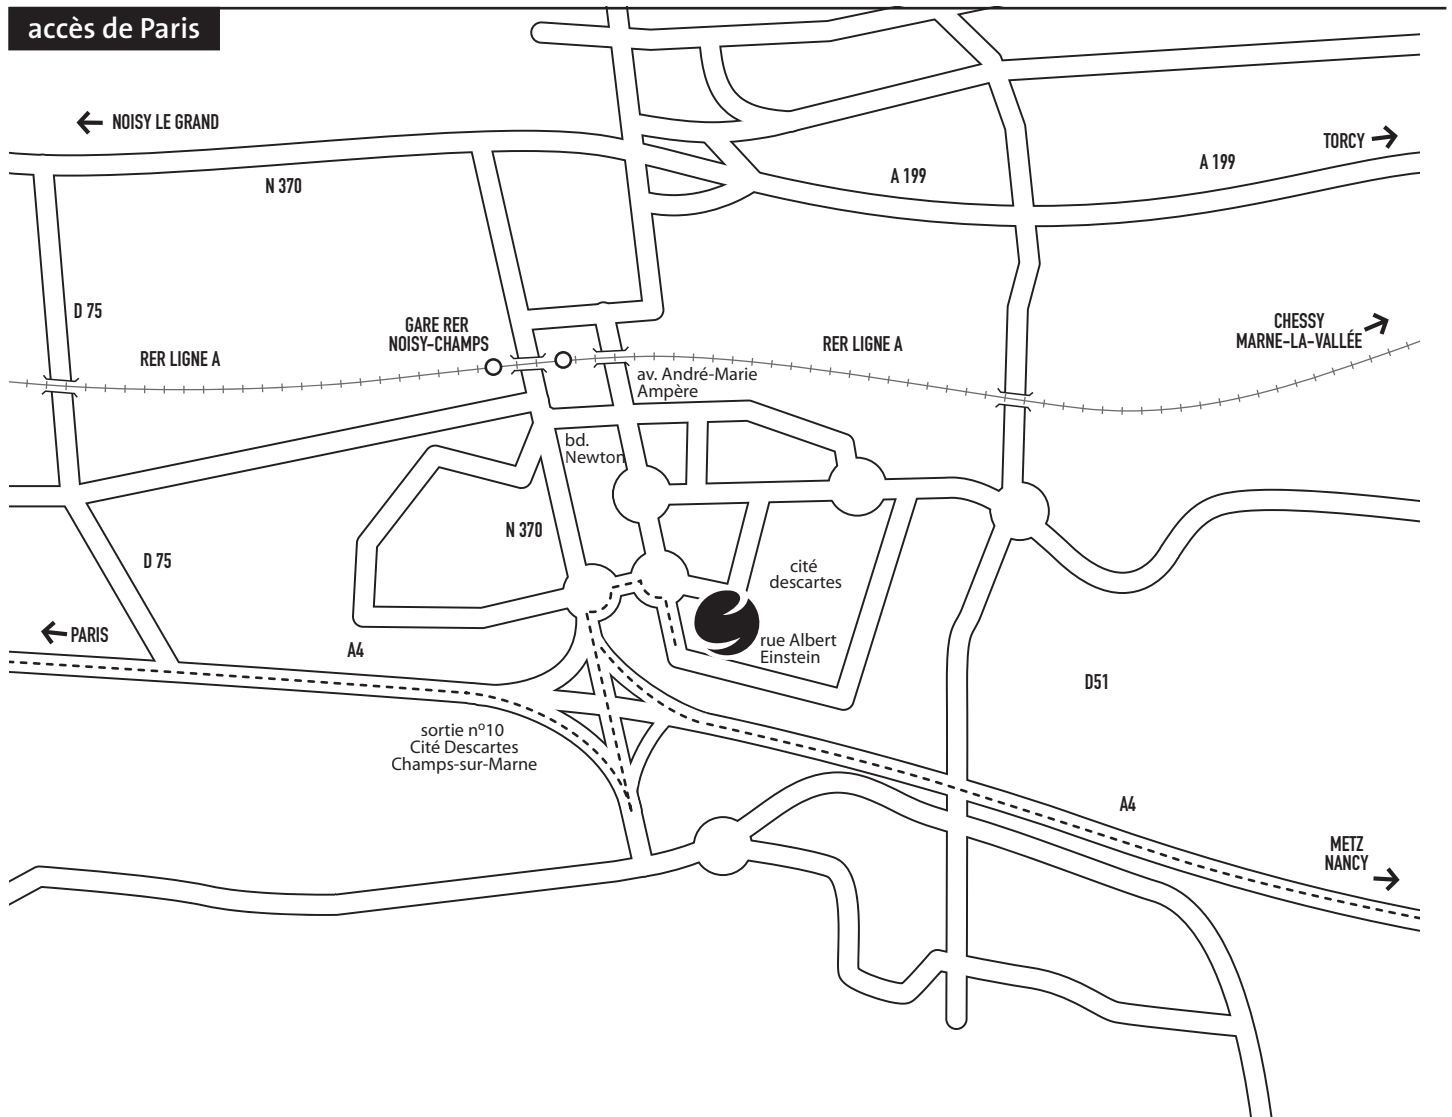 accès de Paris
NOISY LE GRAND
TORCY
A 199
A 199
N 370
D 75
GARE RER
NOISY-CHAMPS
RER LIGNE A
RER LIGNE A
CHESSY
MARNE-LA-VALLÉE
av. André-Marie
Ampère
bd.
Newton
N 370
D 75
cité
descartes
PARIS
A4
rue Albert
Einstein
D51
sortie nº10
Cité Descartes
Champs-sur-Marne
A4
METZ
NANCY